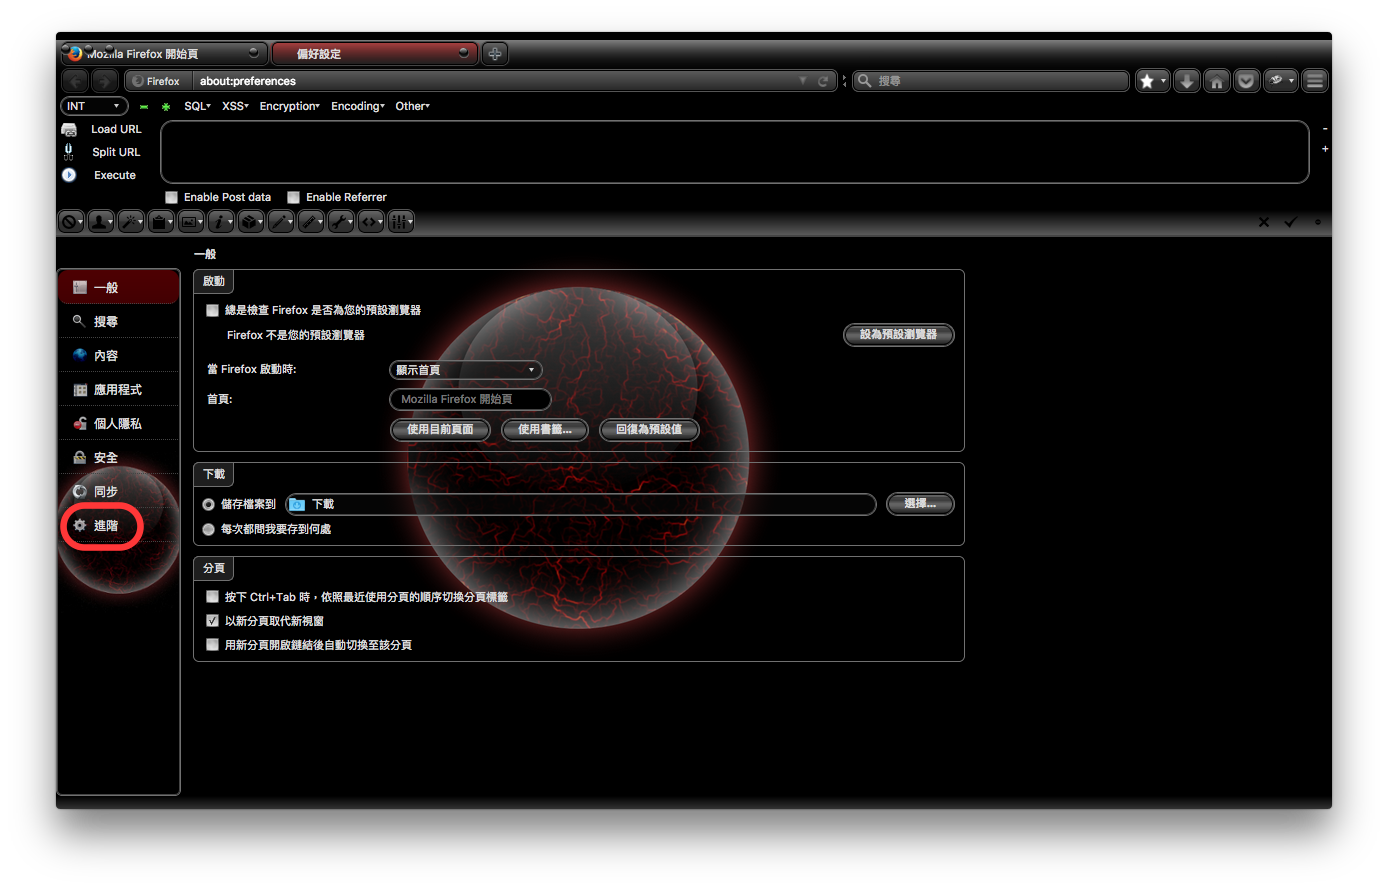 Mozilla Firefox 開始頁
偏好設定
Firefox
about:preferences
搜尋
INT
SQL
XSS
Encryption
Encoding
Other
Load URL
Split URL
Execute
-
+
Enable Post data
Enable Referrer
一般
搜尋
內容
應用程式
個人隱私
安全
同步
進階
一般
啟動
總是檢查 Firefox 是否為您的預設瀏覽器
Firefox 不是您的預設瀏覽器
設為預設瀏覽器
當 Firefox 啟動時:
顯示首頁
首頁:
Mozilla Firefox 開始頁
使用目前頁面
使用書籤...
回復為預設值
下載
儲存檔案到
下載
選擇...
每次都問我要存到何處
分頁
按下 Ctrl+Tab 時，依照最近使用分頁的順序切換分頁標籤
以新分頁取代新視窗
用新分頁開啟鏈結後自動切換至該分頁